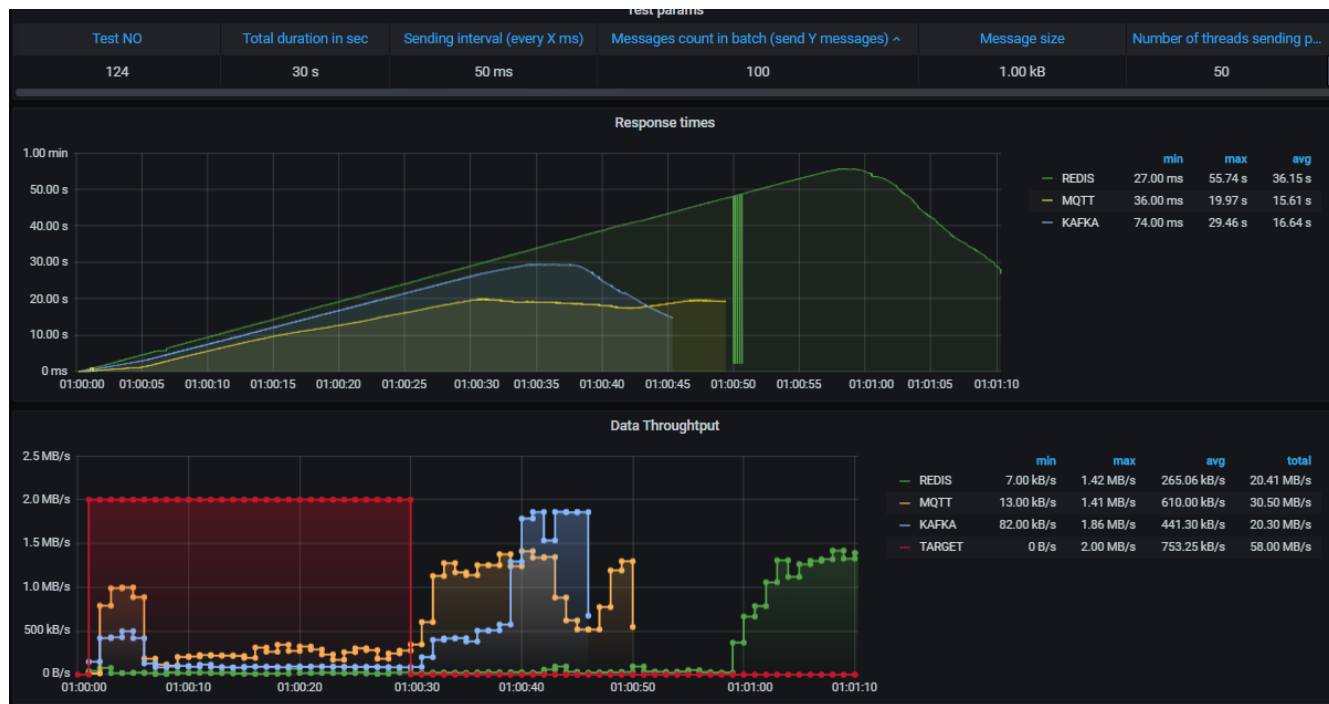 Test params
Test NO Total duration in sec Sending interval (every X ms) Messages count in batch (send Y messages) Message size Number of threads sending p...
124 30 s 50 ms 100 1.00 kB 50
Response times
1.00 min
50.00 s
40.00 s
30.00 s
20.00 s
10.00 s
0 ms
01:00:00 01:00:05 01:00:10 01:00:15 01:00:20 01:00:25 01:00:30 01:00:35 01:00:40 01:00:45 01:00:50 01:00:55 01:01:00 01:01:05 01:01:10
min max avg
REDIS 27.00 ms 55.74 s 36.15 s
MQTT 36.00 ms 19.97 s 15.61 s
KAFKA 74.00 ms 29.46 s 16.64 s
Data Throughtput
2.5 MB/s
2.0 MB/s
1.5 MB/s
1.0 MB/s
500 kB/s
0 B/s
01:00:00 01:00:10 01:00:20 01:00:30 01:00:40 01:00:50 01:01:00 01:01:10
min max avg total
REDIS 7.00 kB/s 1.42 MB/s 265.06 kB/s 20.41 MB/s
MQTT 13.00 kB/s 1.41 MB/s 610.00 kB/s 30.50 MB/s
KAFKA 82.00 kB/s 1.86 MB/s 441.30 kB/s 20.30 MB/s
TARGET 0 B/s 2.00 MB/s 753.25 kB/s 58.00 MB/s